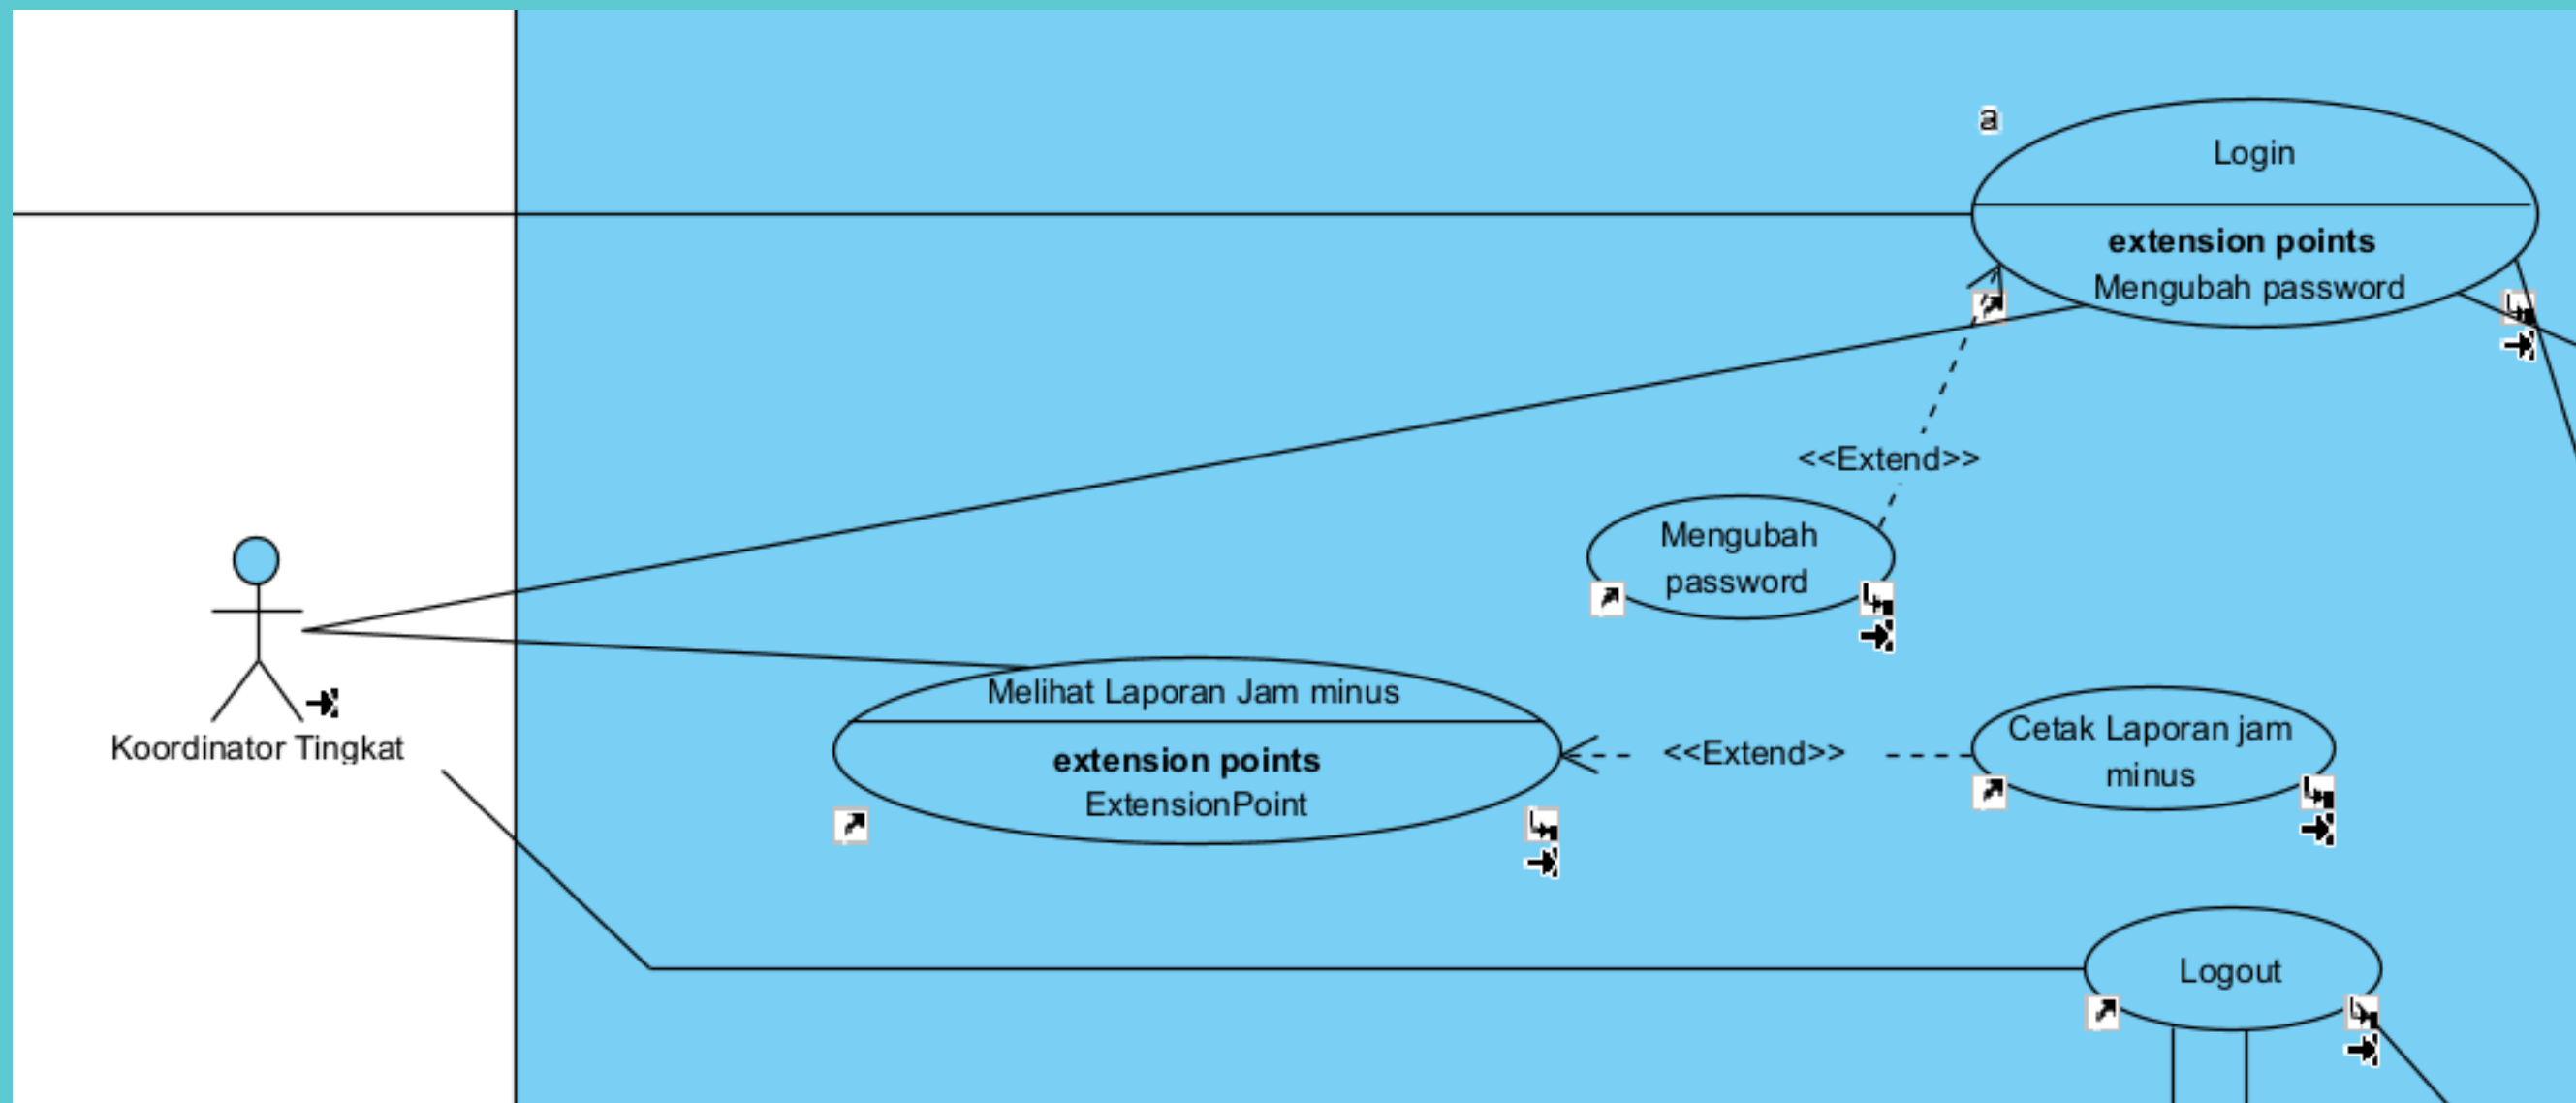 a
Login
extension points
Mengubah password
<<Extend>>
Mengubah
password
Koordinator Tingkat
Melihat Laporan Jam minus
extension points
ExtensionPoint
<<Extend>>
Cetak Laporan jam
minus
Logout